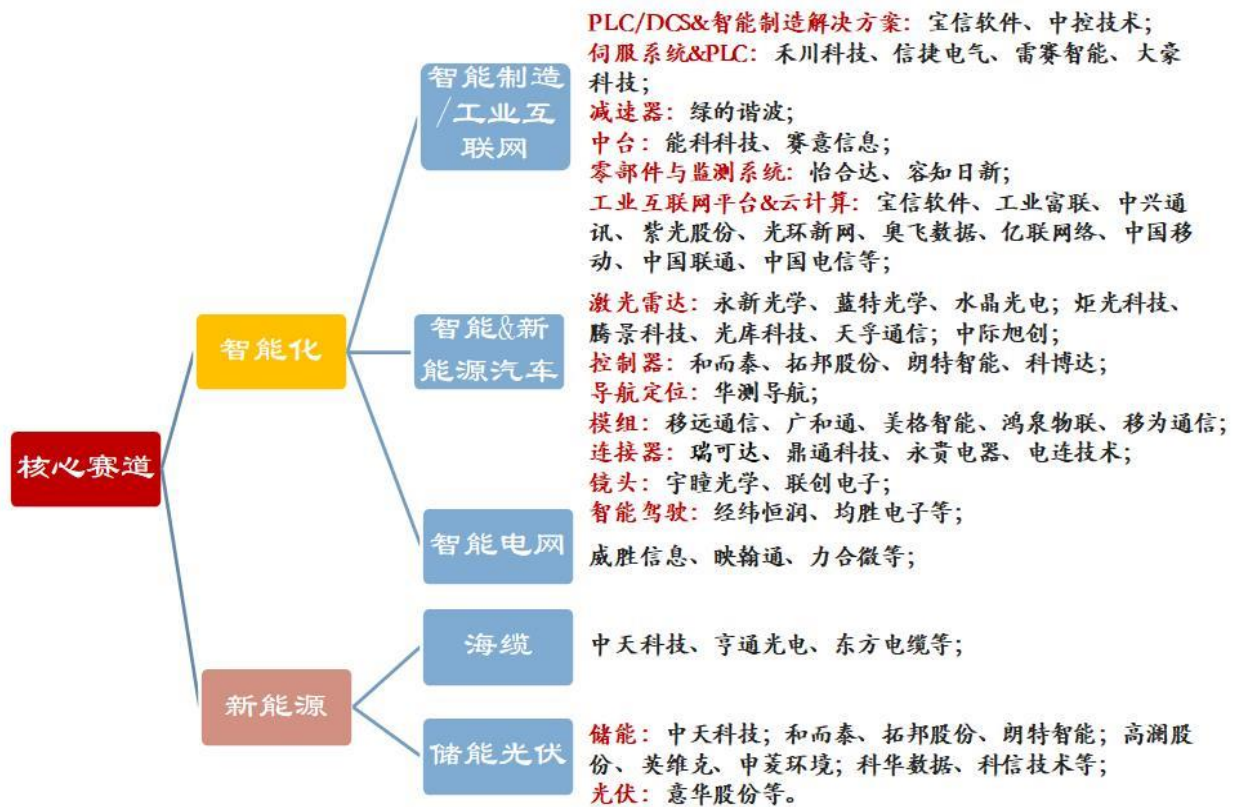 核心赛道
智能化
新能源
智能制造
/工业互
联网
PLC/DCS&智能制造解决方案：宝信软件、中控技术；
伺服系统&PLC：禾川科技、信捷电气、雷赛智能、大豪
科技；
减速器：绿的谐波；
中台：能科科技、赛意信息；
零部件与监测系统：怡合达、容知日新；
工业互联网平台&云计算：宝信软件、工业富联、中兴通
讯、紫光股份、光环新网、奥飞数据、亿联网络、中国移
动、中国联通、中国电信等；
智能&新
能源汽车
激光雷达：永新光学、蓝特光学、水晶光电；炬光科技、
腾景科技、光库科技、天孚通信；中际旭创；
控制器：和而泰、拓邦股份、朗特智能、科博达；
导航定位：华测导航；
模组：移远通信、广和通、美格智能、鸿泉物联、移为通信；
连接器：瑞可达、鼎通科技、永贵电器、电连技术；
镜头：宇瞳光学、联创电子；
智能驾驶：经纬恒润、均胜电子等；
智能电网
威胜信息、映翰通、力合微等；
海缆
中天科技、亨通光电、东方电缆等；
储能光伏
储能：中天科技；和而泰、拓邦股份、朗特智能；高澜股
份、英维克、申菱环境；科华数据、科信技术等；
光伏：意华股份等。